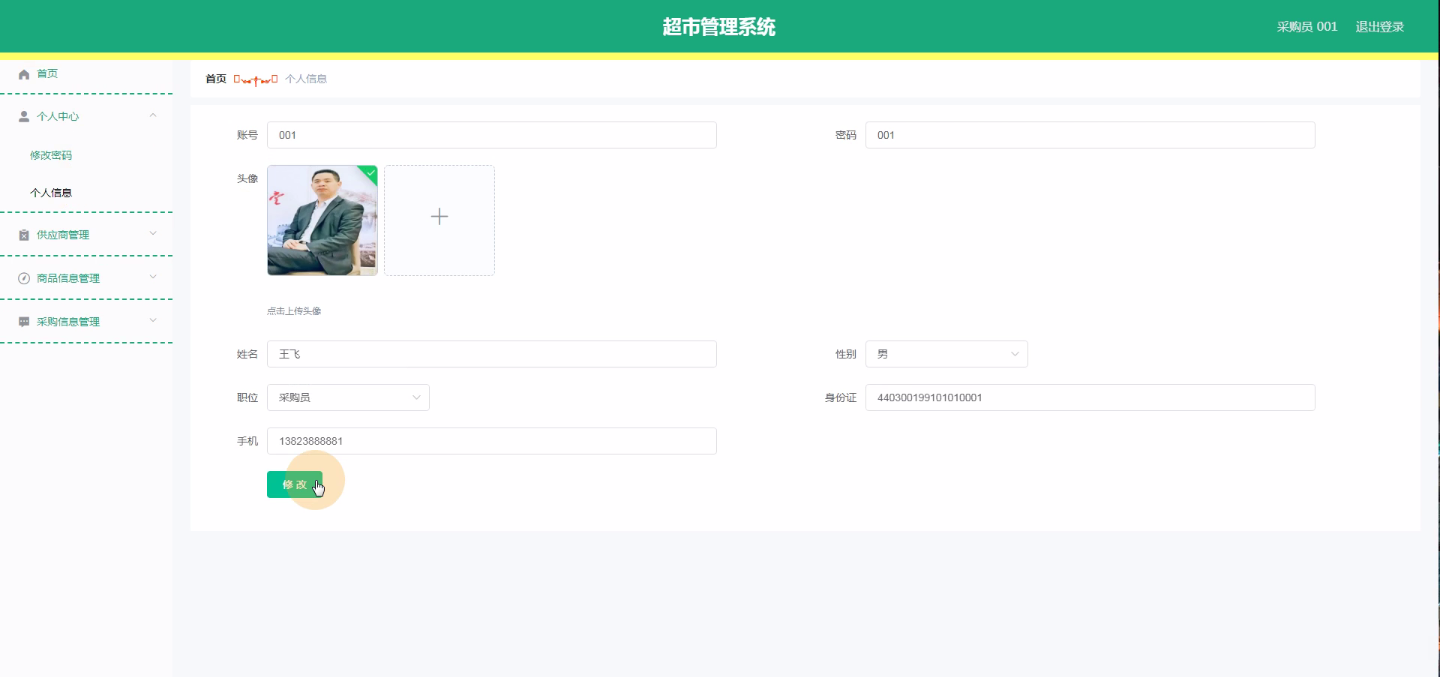 超市管理系统
采购员 001 退出登录
首页
个人中心
修改密码
个人信息
供应商管理
商品信息管理
采购信息管理
首页 个人信息
账号 001 密码 001
头像
点击上传头像
姓名 王飞 性别 男
职位 采购员 身份证 440300199101010001
手机 13823888881
修改